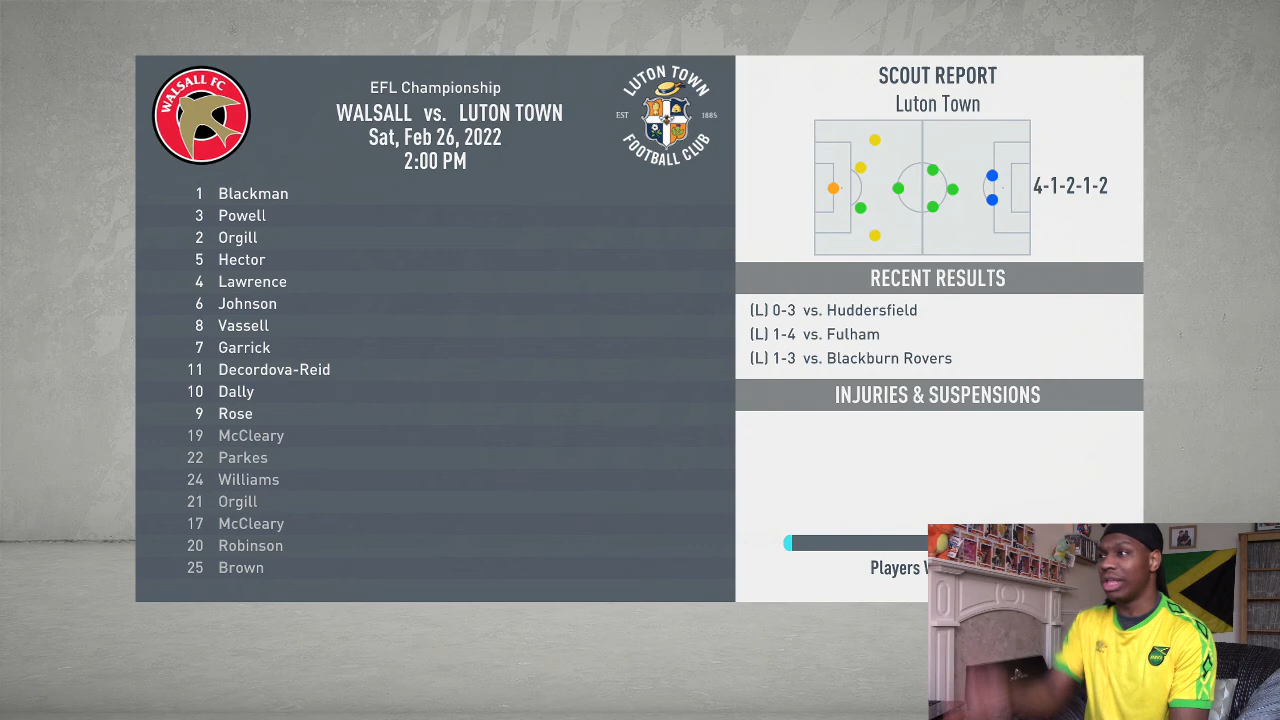 WALSALL FC
EFL Championship
WALSALL vs. LUTON TOWN
Sat, Feb 26, 2022
2:00 PM
LUTON TOWN
EST 1885
FOOTBALL CLUB
1 Blackman
3 Powell
2 Orgill
5 Hector
4 Lawrence
6 Johnson
8 Vassell
7 Garrick
11 Decordova-Reid
10 Dally
9 Rose
19 McCleary
22 Parkes
24 Williams
21 Orgill
17 McCleary
20 Robinson
25 Brown
SCOUT REPORT
Luton Town
4-1-2-1-2
RECENT RESULTS
(L) 0-3 vs. Huddersfield
(L) 1-4 vs. Fulham
(L) 1-3 vs. Blackburn Rovers
INJURIES & SUSPENSIONS
Players